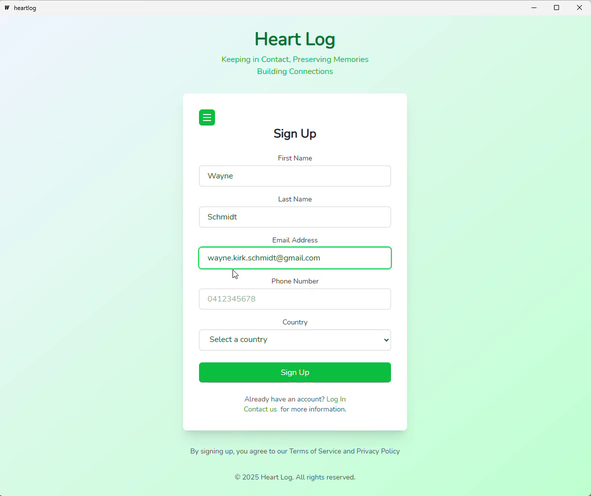 heartlog
Heart Log
Keeping in Contact, Preserving Memories
Building Connections
Sign Up
First Name
Wayne
Last Name
Schmidt
Email Address
wayne.kirk.schmidt@gmail.com
Phone Number
0412345678
Country
Select a country
Sign Up
Already have an account? Log In
Contact us for more information.
By signing up, you agree to our Terms of Service and Privacy Policy
© 2025 Heart Log. All rights reserved.